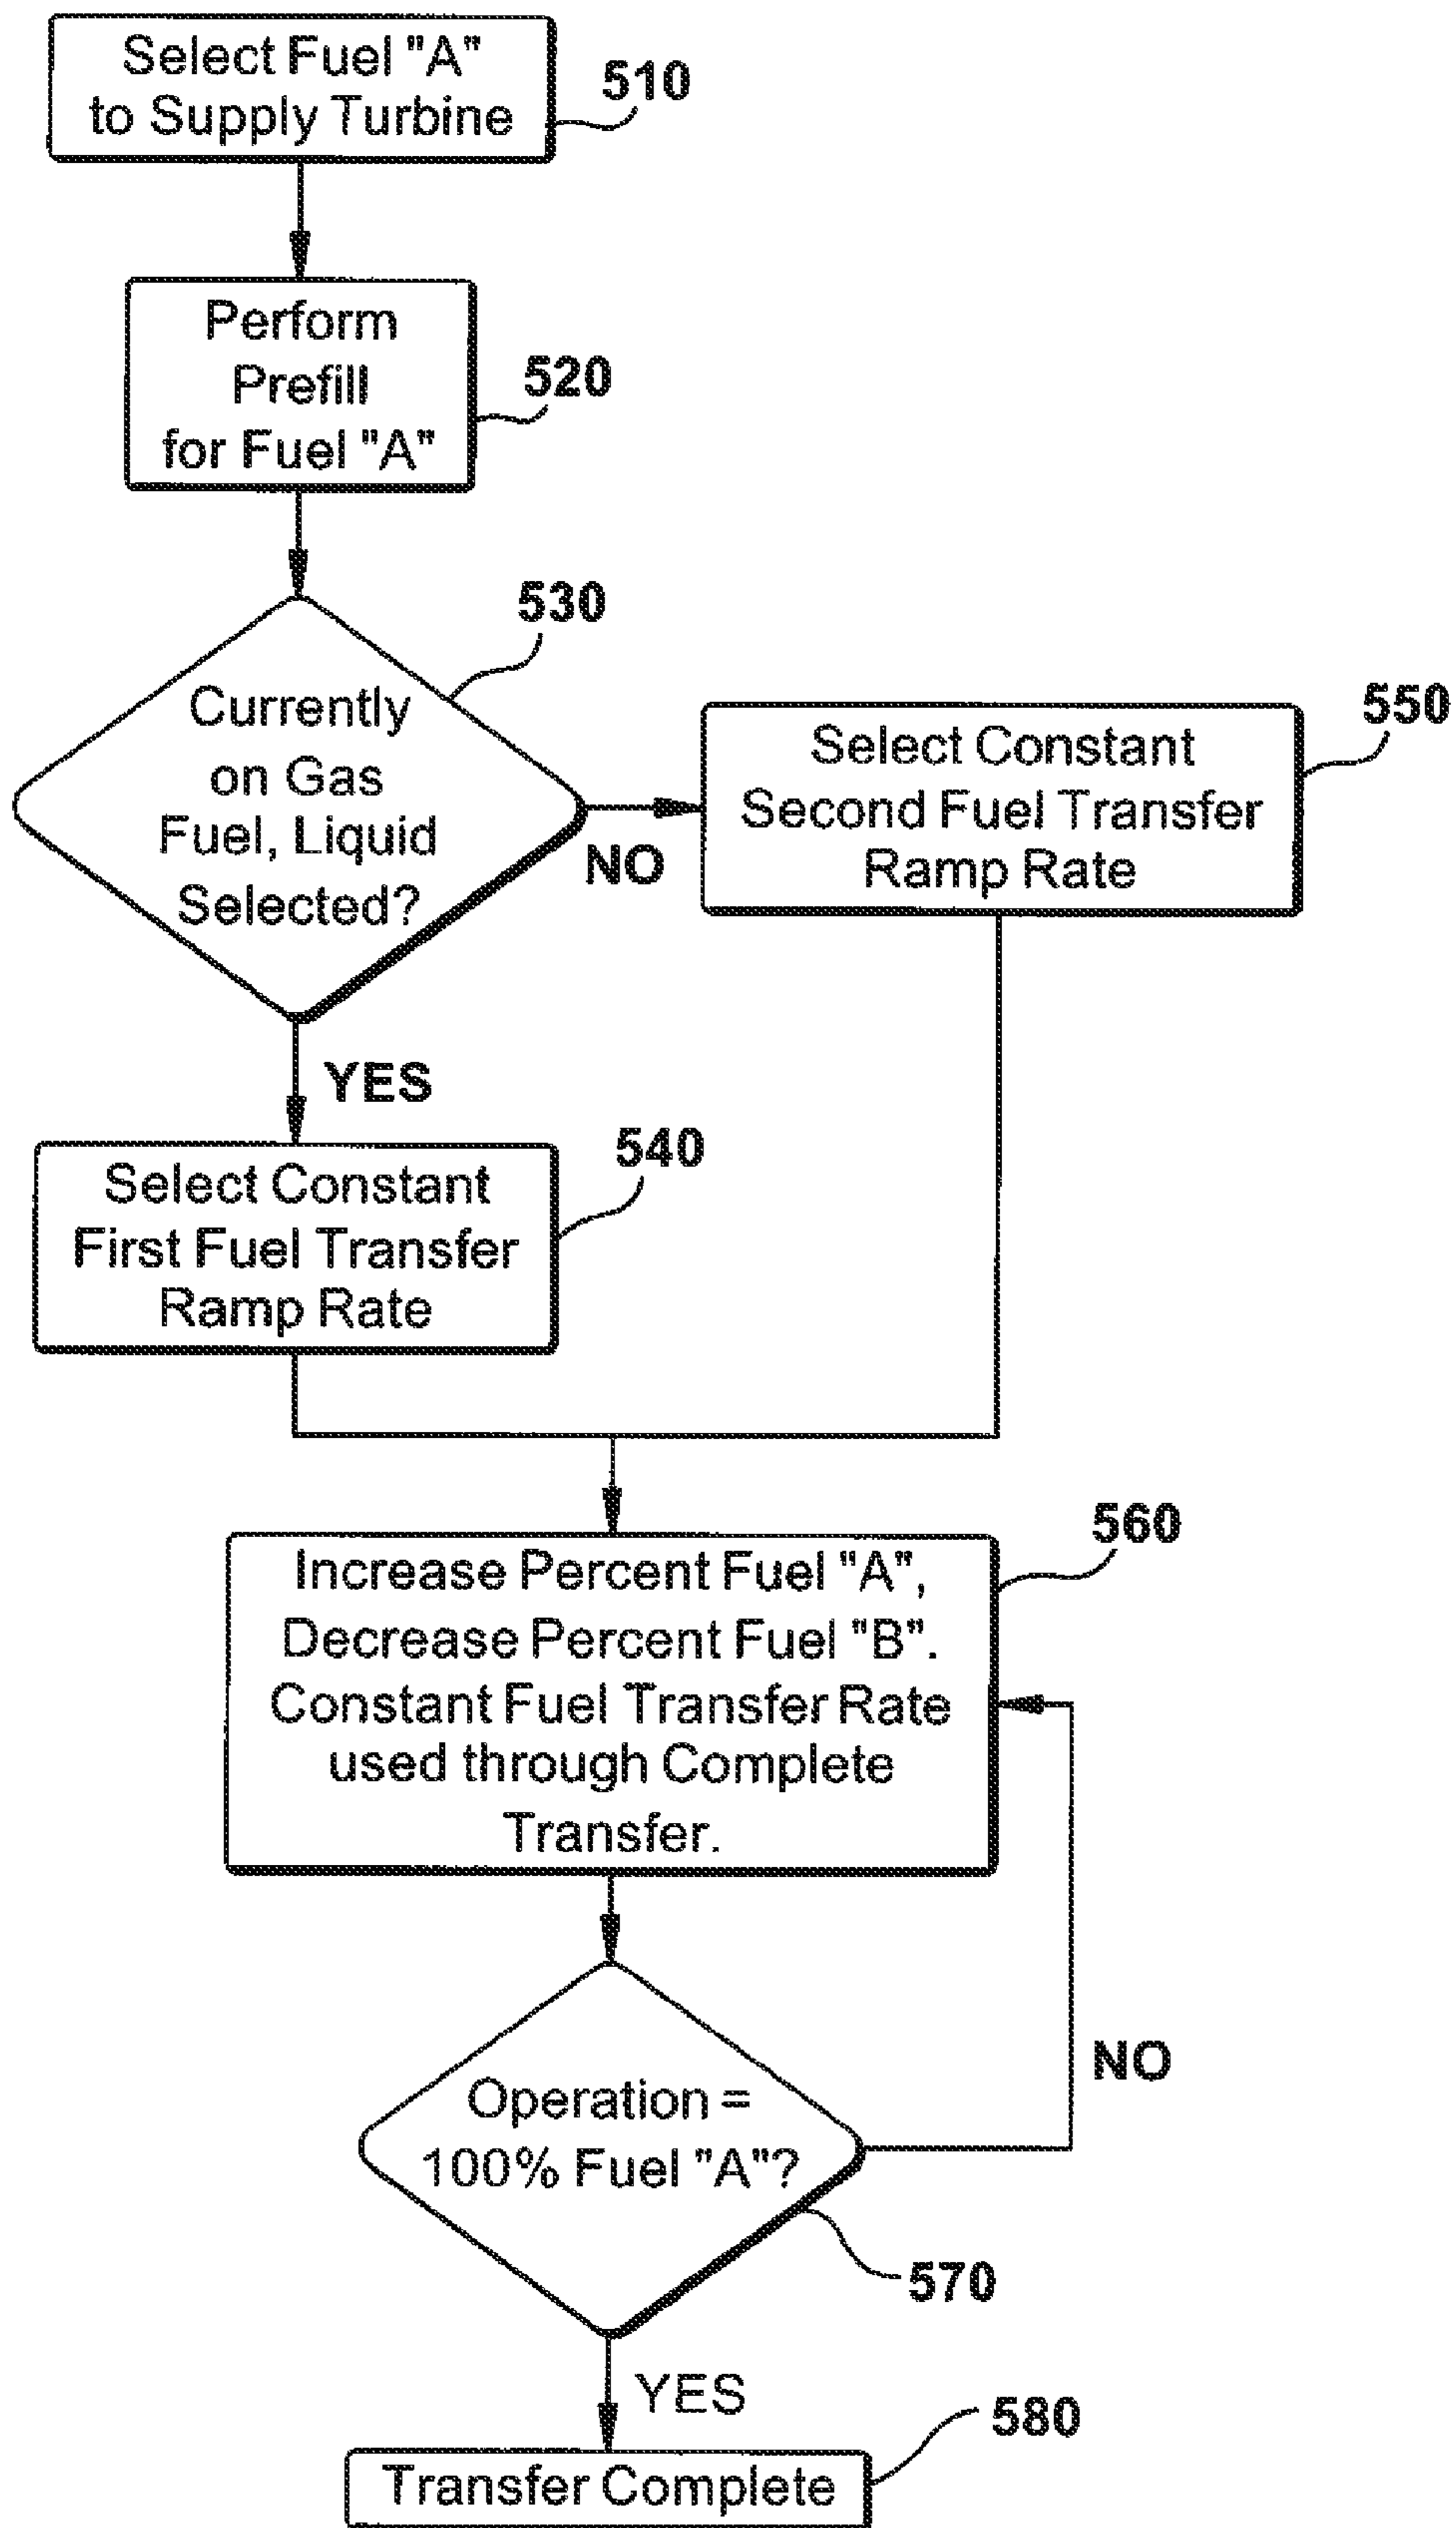 Select Fuel "A"
to Supply Turbine
510
Perform
Prefill
for Fuel "A"
520
530
Currently
on Gas
Fuel, Liquid
Selected?
NO
550
Select Constant
Second Fuel Transfer
Ramp Rate
YES
540
Select Constant
First Fuel Transfer
Ramp Rate
560
Increase Percent Fuel "A",
Decrease Percent Fuel "B".
Constant Fuel Transfer Rate
used through Complete
Transfer.
NO
Operation =
100% Fuel "A"?
570
YES
580
Transfer Complete